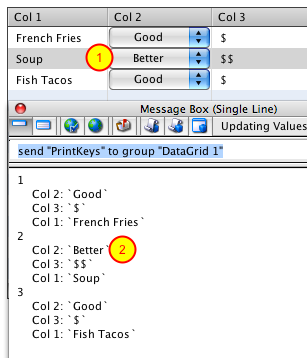 Col 1 Col 2 Col 3
French Fries Good $
Soup 1 Better $$
Fish Tacos Good $
Message Box (Single Line)
Updating Values
send "PrintKeys" to group "DataGrid 1"
1
Col 2: `Good`
Col 3: `$`
Col 1: `French Fries`
2
Col 2: `Better` 2
Col 3: `$$`
Col 1: `Soup`
3
Col 2: `Good`
Col 3: `$`
Col 1: `Fish Tacos`